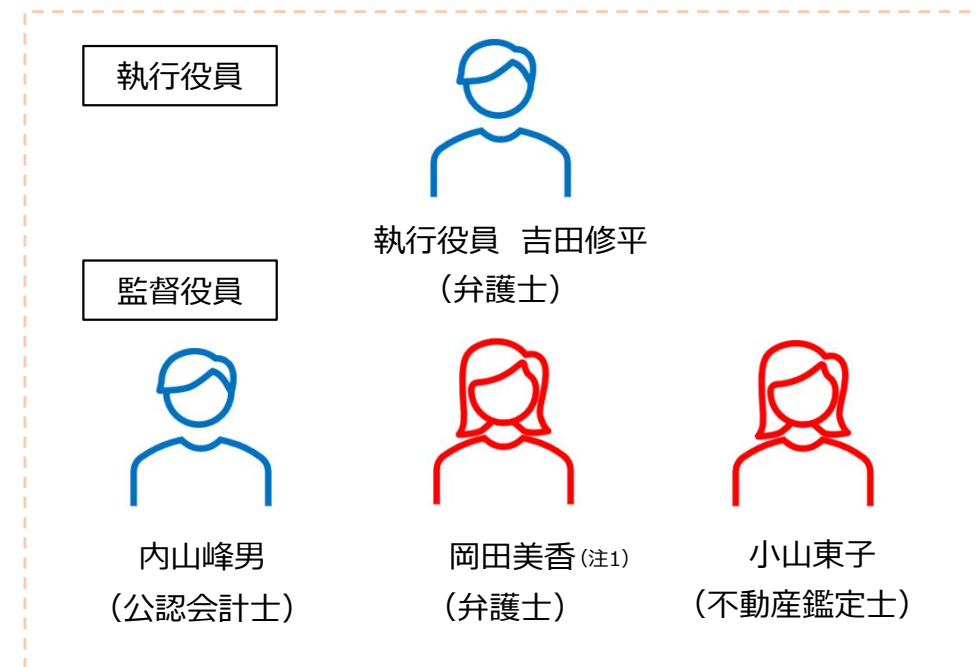 執行役員
執行役員 吉田修平
（弁護士）
監督役員
内山峰男
（公認会計士）
岡田美香(注1)
（弁護士）
小山東子
（不動産鑑定士）